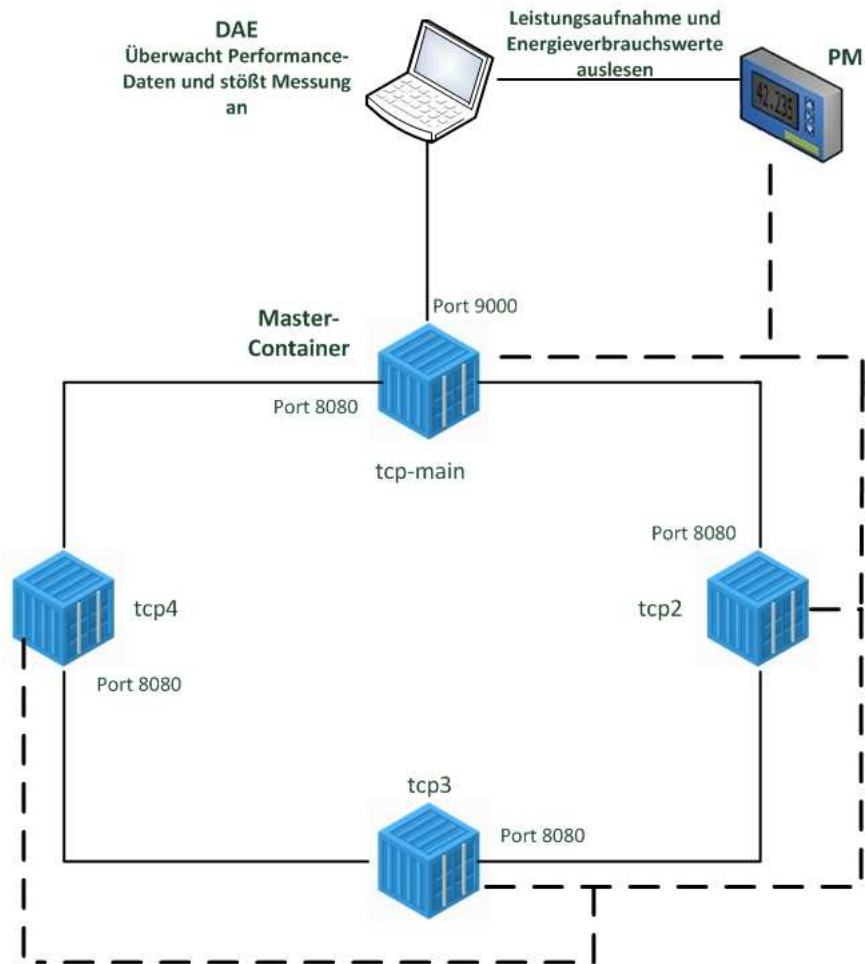 DAE
Überwacht Performance-
Daten und stößt Messung
an
Leistungsaufnahme und
Energieverbrauchswerte
auslesen
PM
42.235
Port 9000
Master-
Container
Port 8080
tcp-main
Port 8080
tcp4
tcp2
Port 8080
tcp3
Port 8080